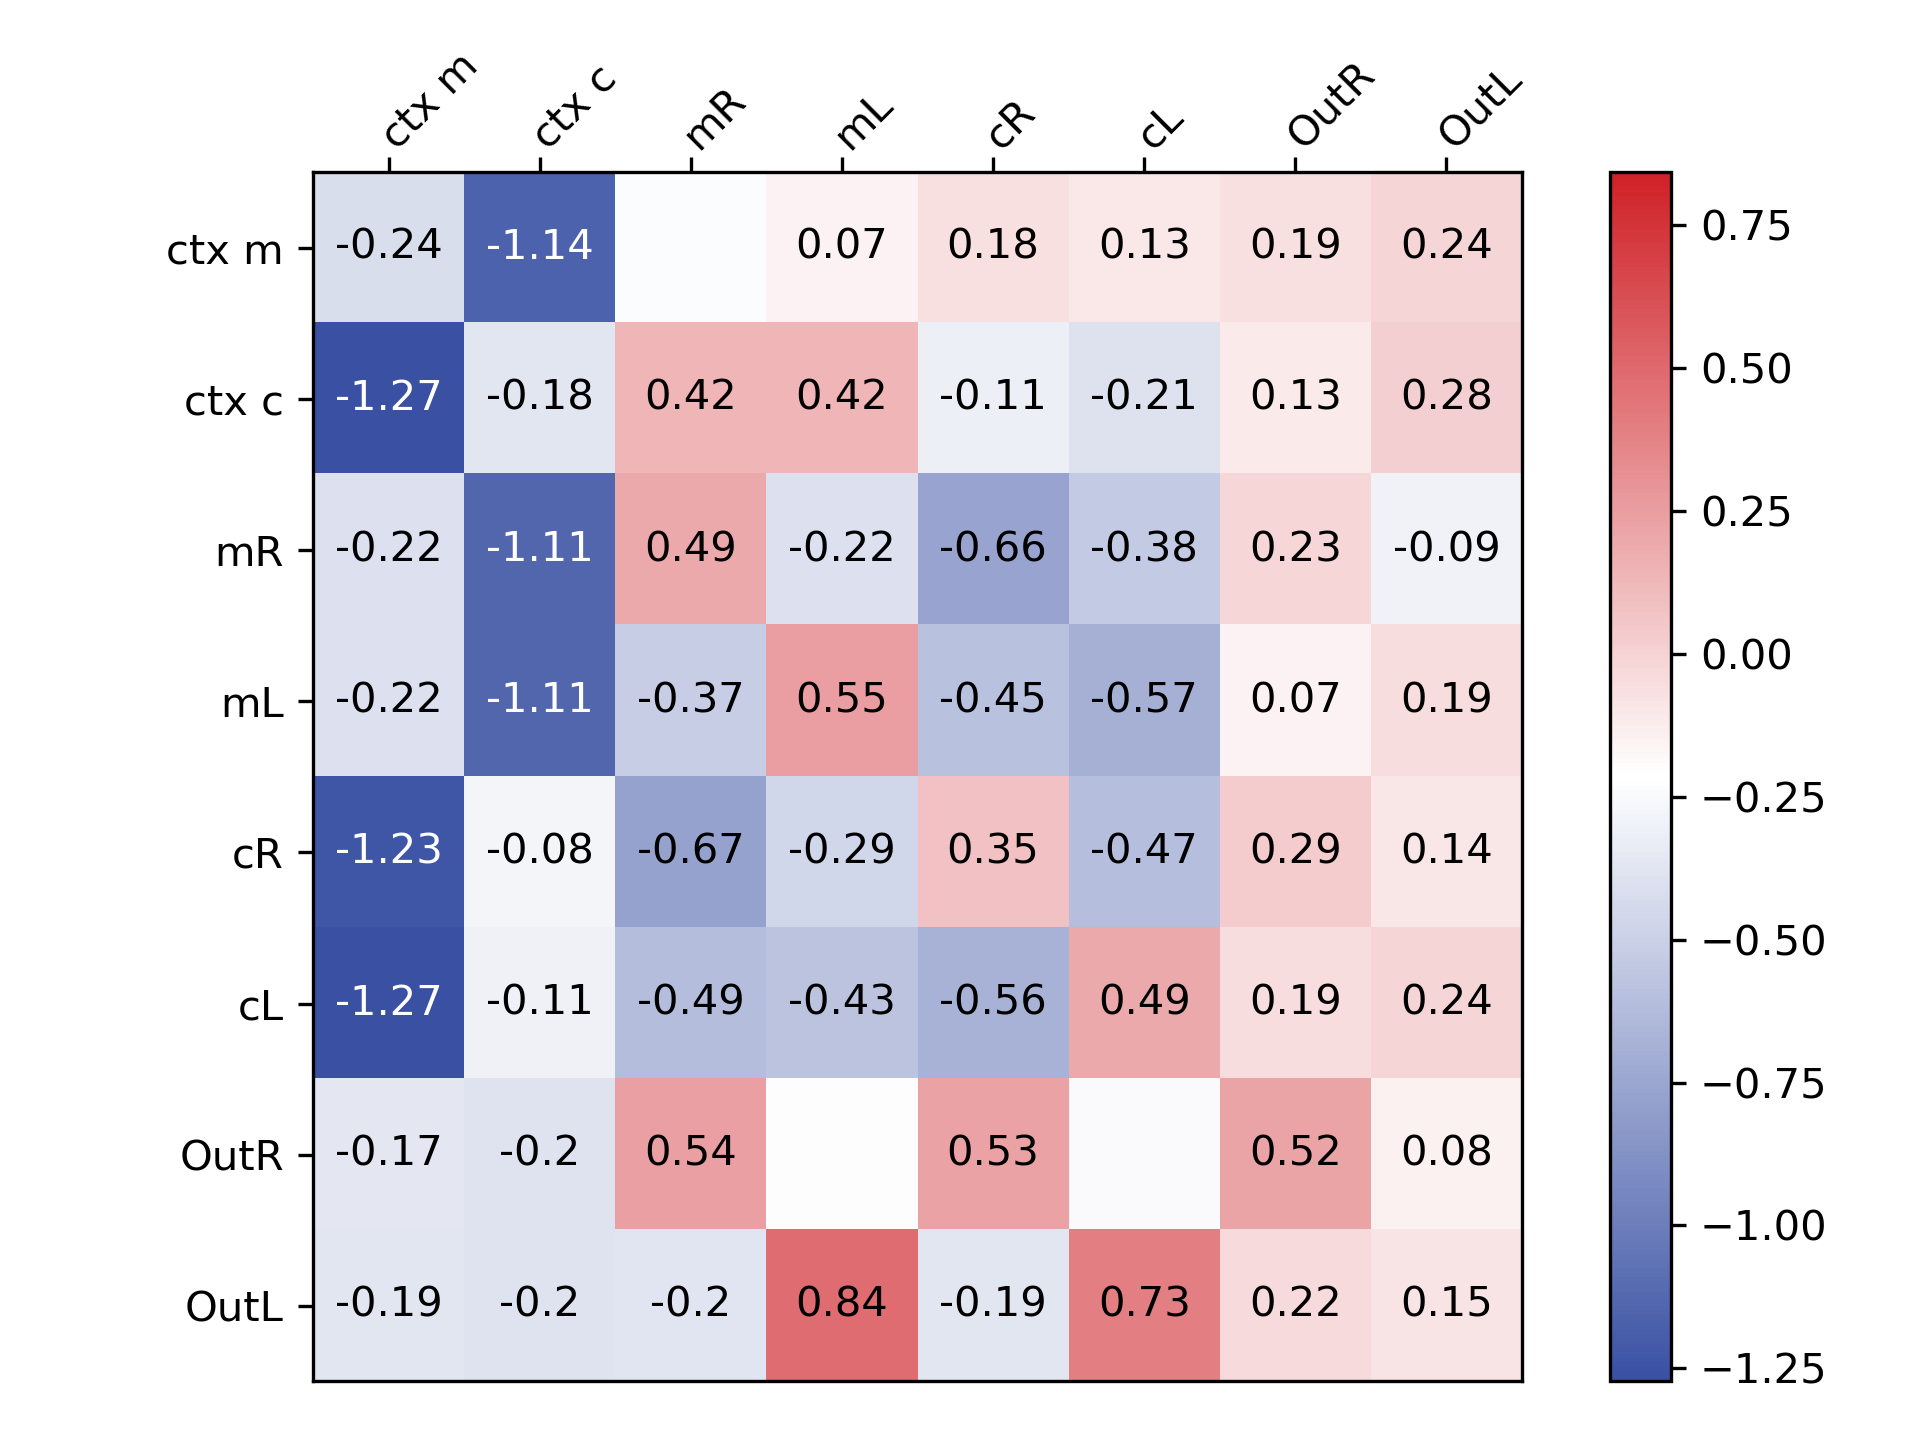 ctx m ctx c mR mL cR cL OutR OutL
ctx m -0.24 -1.14 0.07 0.18 0.13 0.19 0.24
ctx c -1.27 -0.18 0.42 0.42 -0.11 -0.21 0.13 0.28
mR -0.22 -1.11 0.49 -0.22 -0.66 -0.38 0.23 -0.09
mL -0.22 -1.11 -0.37 0.55 -0.45 -0.57 0.07 0.19
cR -1.23 -0.08 -0.67 -0.29 0.35 -0.47 0.29 0.14
cL -1.27 -0.11 -0.49 -0.43 -0.56 0.49 0.19 0.24
OutR -0.17 -0.2 0.54 0.53 0.52 0.08
OutL -0.19 -0.2 -0.2 0.84 -0.19 0.73 0.22 0.15
0.75
0.50
0.25
0.00
−0.25
−0.50
−0.75
−1.00
−1.25